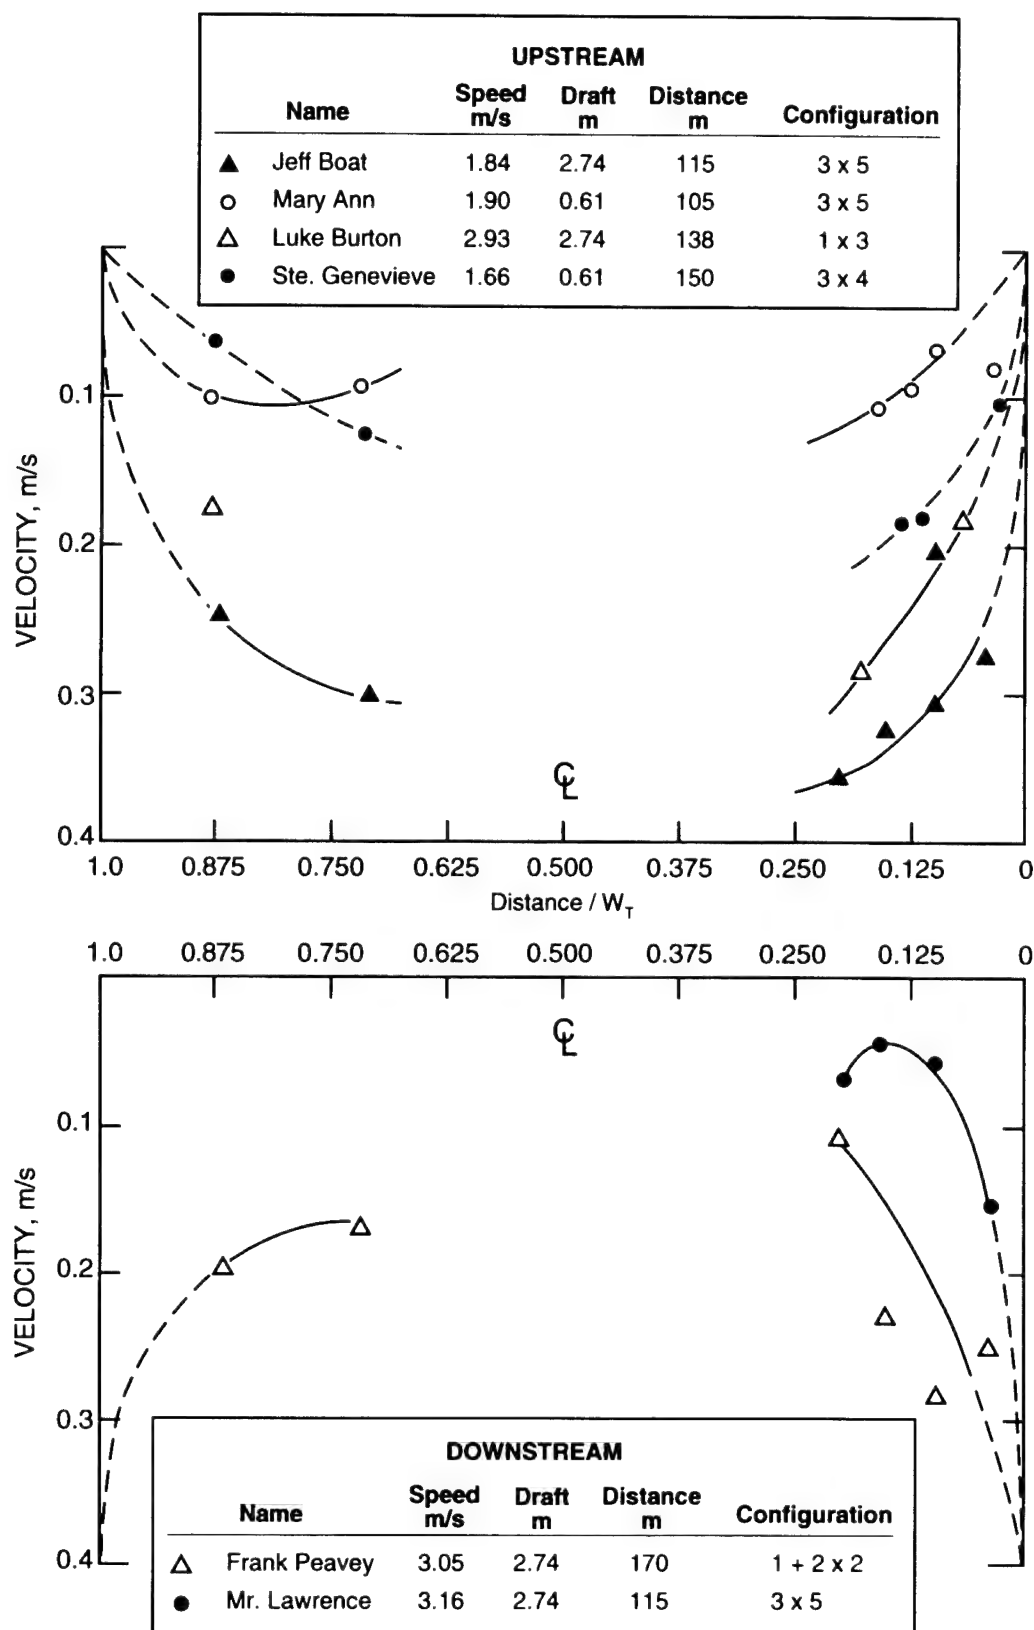 UPSTREAM
Name Speed m/s Draft m Distance m Configuration
▲ Jeff Boat 1.84 2.74 115 3 x 5
○ Mary Ann 1.90 0.61 105 3 x 5
△ Luke Burton 2.93 2.74 138 1 x 3
● Ste. Genevieve 1.66 0.61 150 3 x 4
VELOCITY, m/s
0.1
0.2
0.3
0.4
℄
1.0 0.875 0.750 0.625 0.500 0.375 0.250 0.125 0
Distance / W_T
1.0 0.875 0.750 0.625 0.500 0.375 0.250 0.125 0
℄
VELOCITY, m/s
0.1
0.2
0.3
0.4
DOWNSTREAM
Name Speed m/s Draft m Distance m Configuration
△ Frank Peavey 3.05 2.74 170 1 + 2 x 2
● Mr. Lawrence 3.16 2.74 115 3 x 5